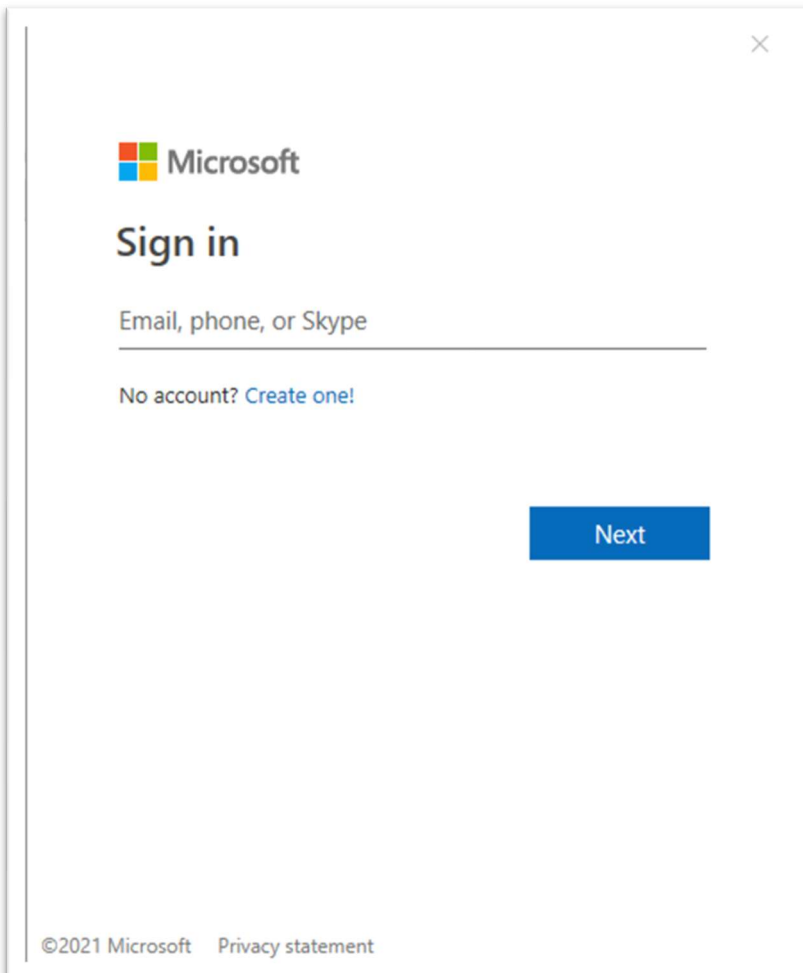 Microsoft
Sign in
Email, phone, or Skype
No account? Create one!
Next
©2021 Microsoft Privacy statement